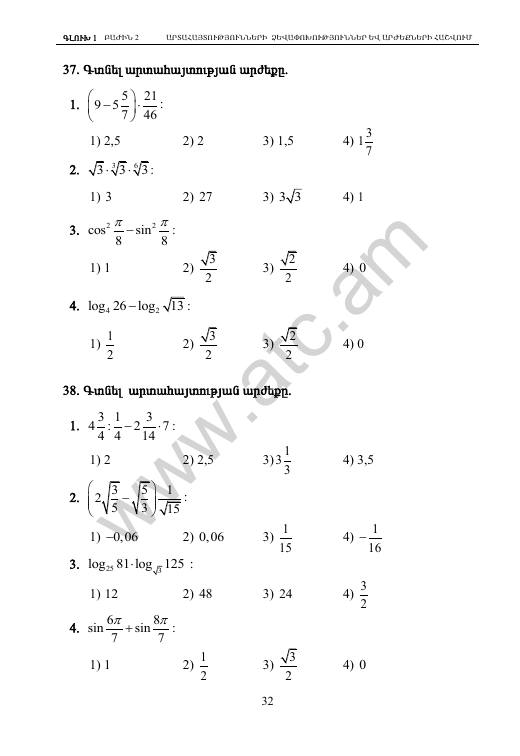 ԳԼՈՒԽ 1 ԲԱԺԻՆ 2 ԱՐՏԱՀԱՅՏՈՒԹՅՈՒՆՆԵՐԻ ՁԵՎԱՓՈԽՈՒԹՅՈՒՆՆԵՐ ԵՎ ԱՐԺԵՔՆԵՐԻ ՀԱՇՎՈՒՄ
37. Գտնել արտահայտության արժեքը.
1. (9 − 5 5/7) · 21/46 :
1) 2,5 2) 2 3) 1,5 4) 1 3/7
2. √3 · ∛3 · ⁶√3 :
1) 3 2) 27 3) 3√3 4) 1
3. cos² π/8 − sin² π/8 :
1) 1 2) √3/2 3) √2/2 4) 0
4. log₄ 26 − log₂ √13 :
1) 1/2 2) √3/2 3) √2/2 4) 0
38. Գտնել արտահայտության արժեքը.
1. 4 3/4 : 1/4 − 2 3/14 · 7 :
1) 2 2) 2,5 3) 3 1/3 4) 3,5
2. (2√(3/5) − √(5/3)) 1/√15 :
1) −0,06 2) 0,06 3) 1/15 4) −1/16
3. log₂₅ 81 · log_√3 125 :
1) 12 2) 48 3) 24 4) 3/2
4. sin 6π/7 + sin 8π/7 :
1) 1 2) 1/2 3) √3/2 4) 0
32
www.atc.am